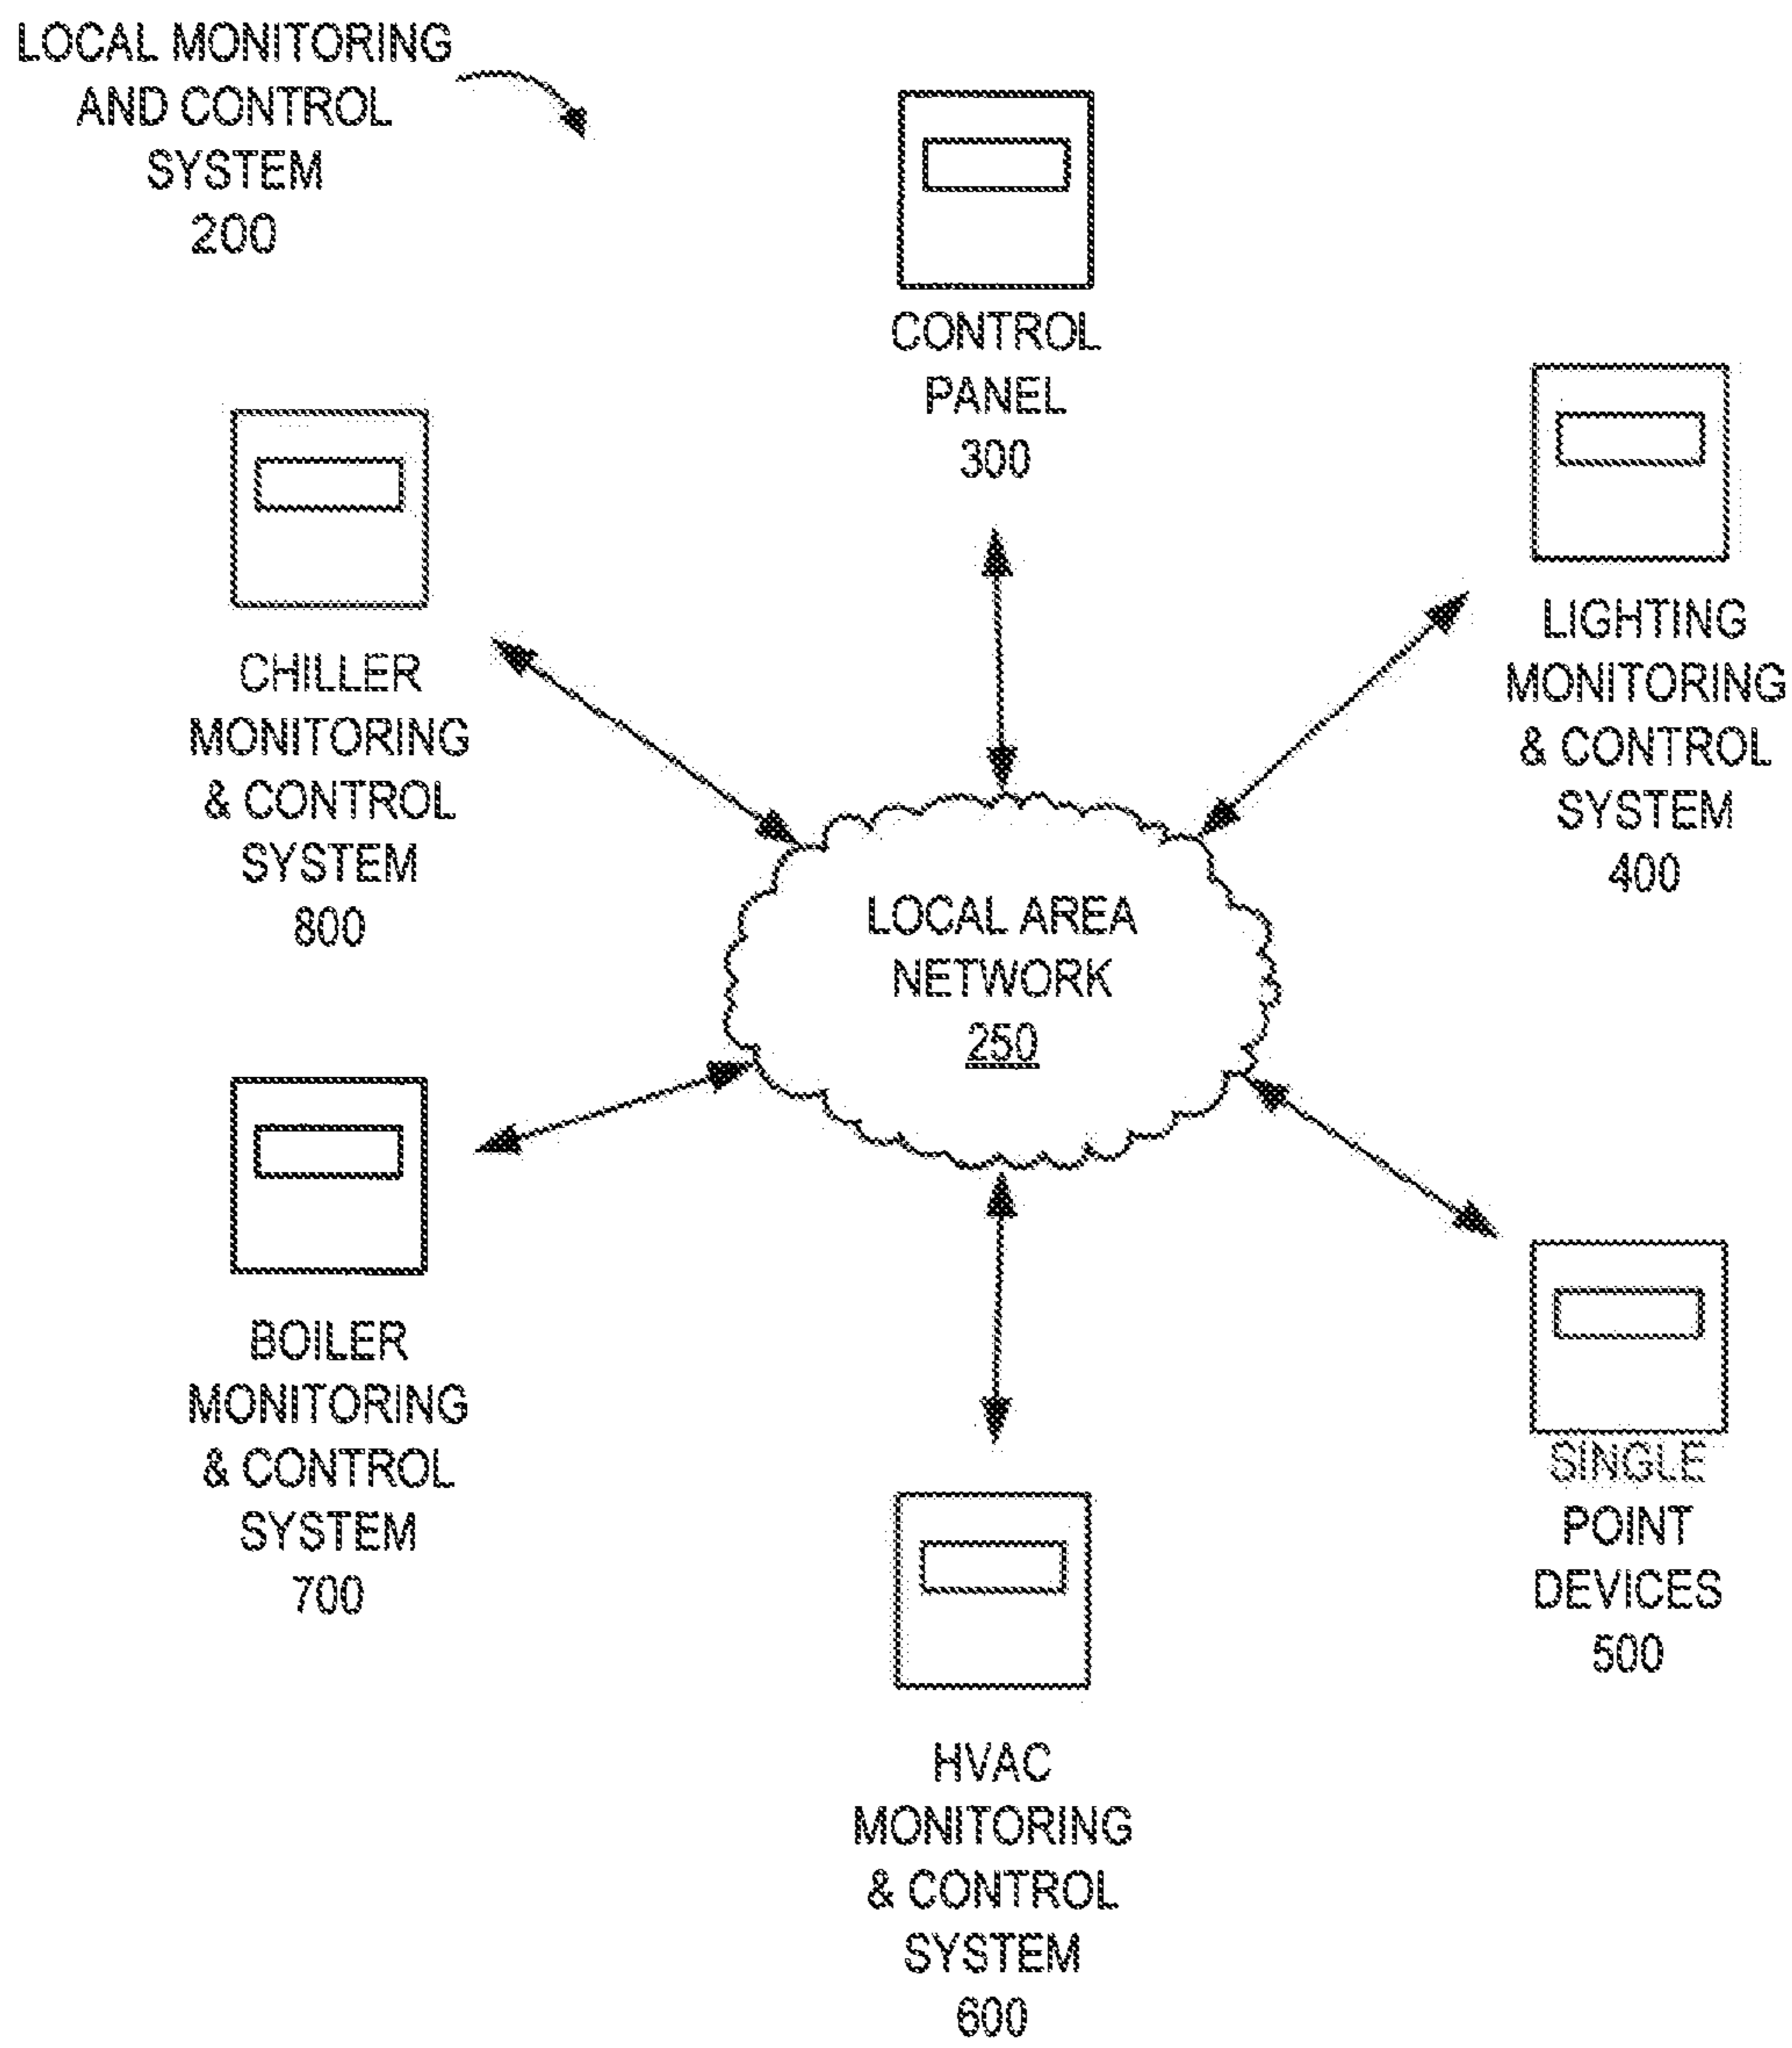 LOCAL MONITORING
AND CONTROL
SYSTEM
200
CONTROL
PANEL
300
LIGHTING
MONITORING
& CONTROL
SYSTEM
400
CHILLER
MONITORING
& CONTROL
SYSTEM
800
LOCAL AREA
NETWORK
250
BOILER
MONITORING
& CONTROL
SYSTEM
700
SINGLE
POINT
DEVICES
500
HVAC
MONITORING
& CONTROL
SYSTEM
600